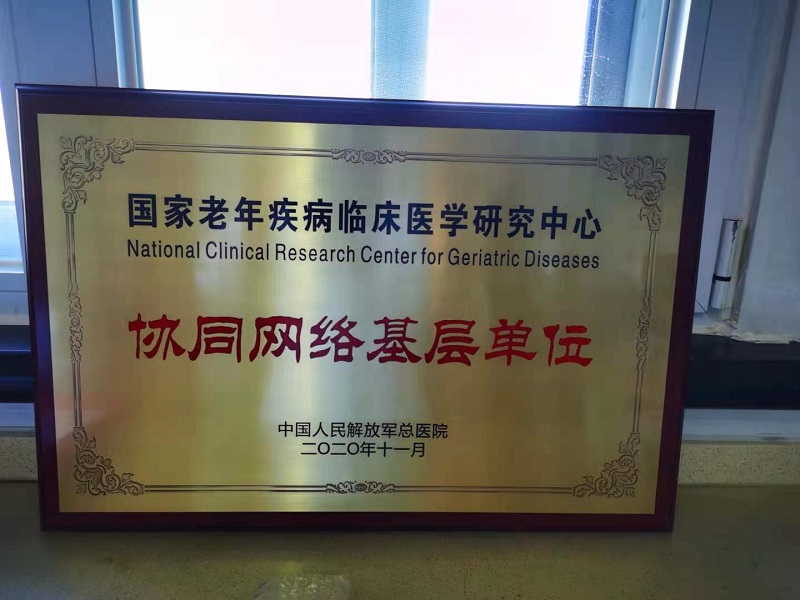 国家老年疾病临床医学研究中心
National Clinical Research Center for Geriatric Diseases
协同网络基层单位
中国人民解放军总医院
二〇二〇年十一月